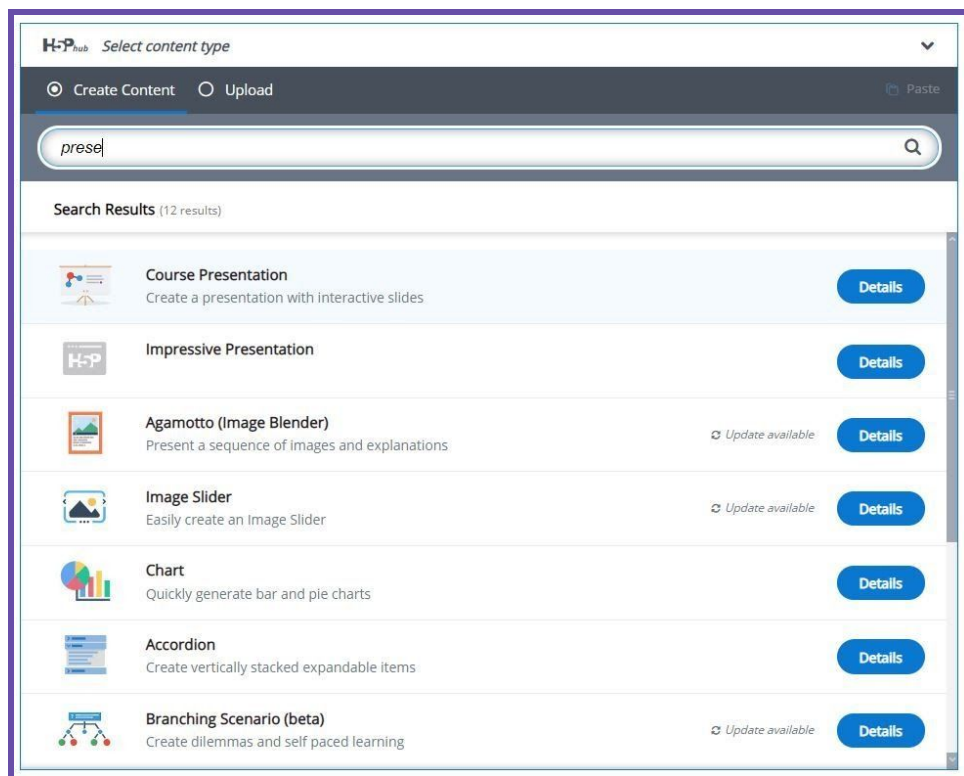 H5Phub Select content type
Create Content Upload Paste
prese
Search Results (12 results)
Course Presentation
Create a presentation with interactive slides
Details
H5P
Impressive Presentation
Details
Agamotto (Image Blender)
Present a sequence of images and explanations
Update available
Details
Image Slider
Easily create an Image Slider
Update available
Details
Chart
Quickly generate bar and pie charts
Details
Accordion
Create vertically stacked expandable items
Details
Branching Scenario (beta)
Create dilemmas and self paced learning
Update available
Details